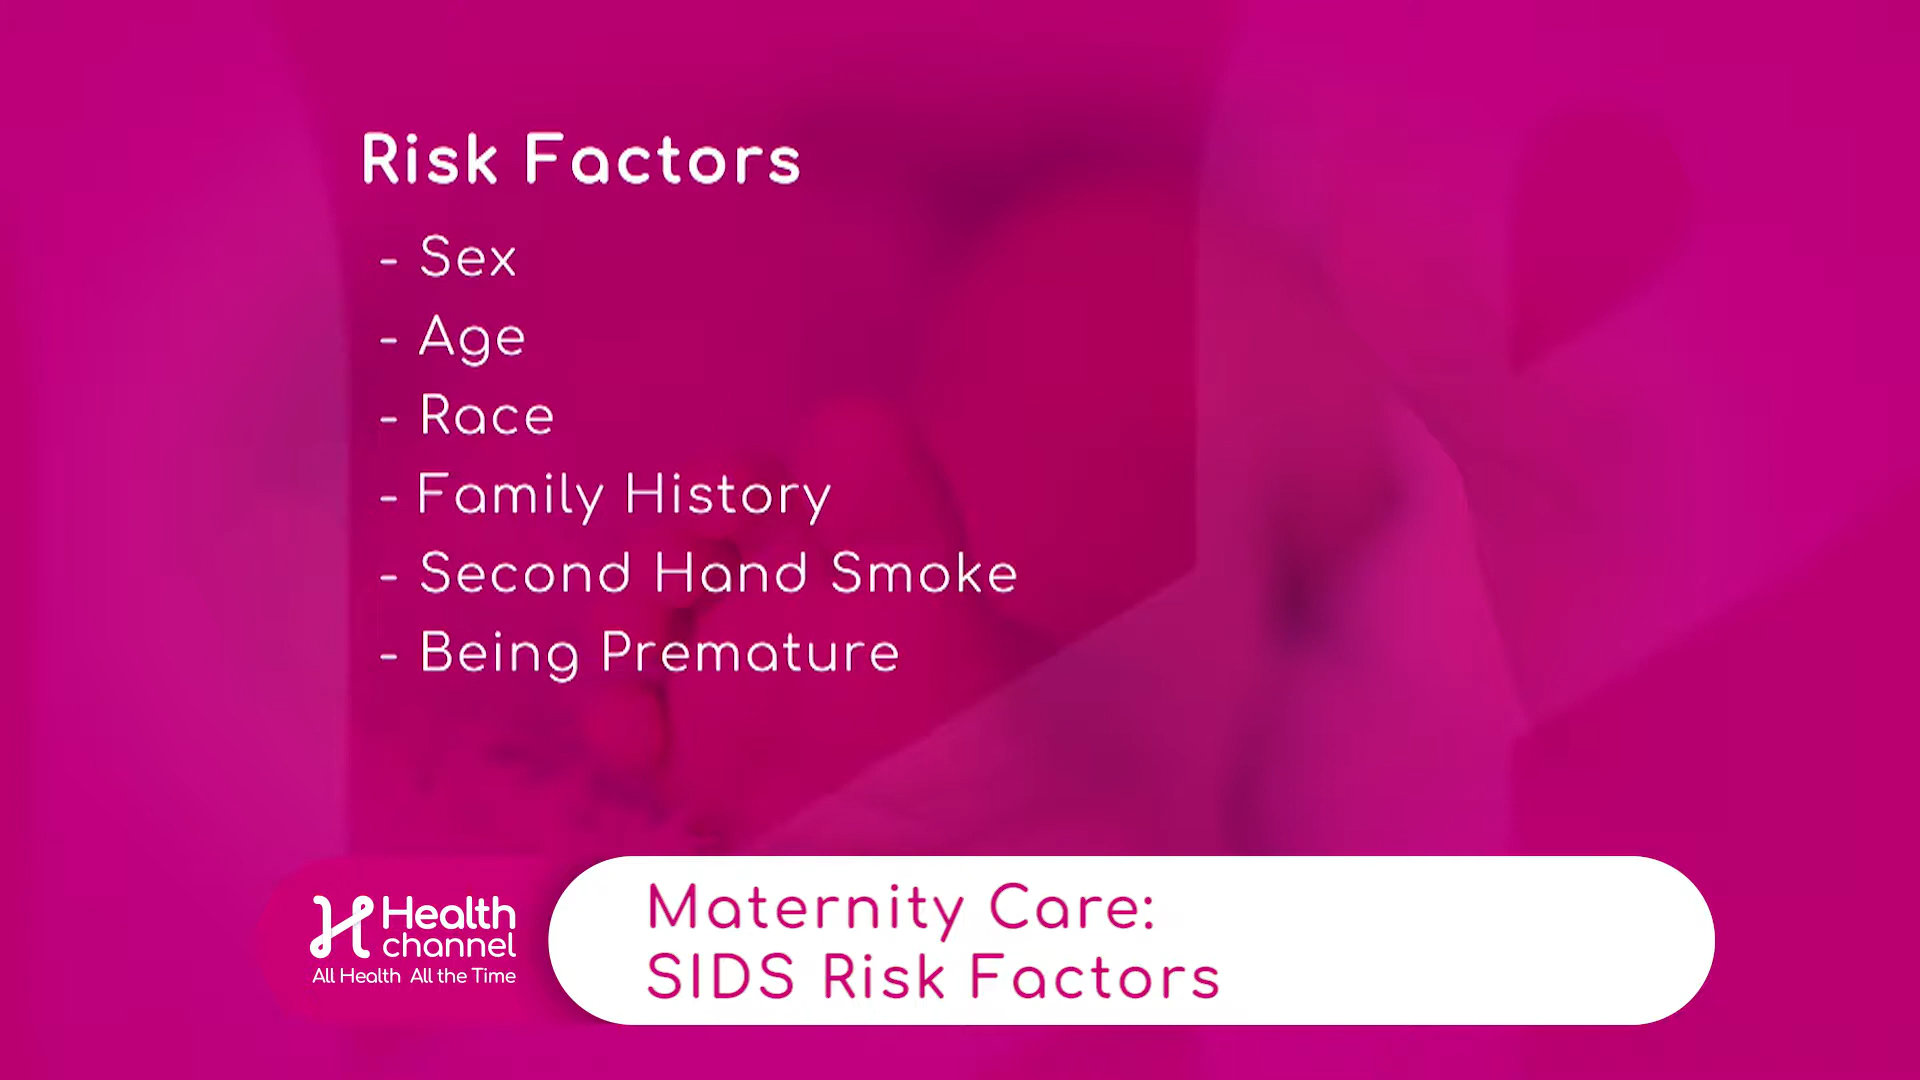 Risk Factors
- Sex
- Age
- Race
- Family History
- Second Hand Smoke
- Being Premature
Health
channel
All Health All the Time
Maternity Care:
SIDS Risk Factors